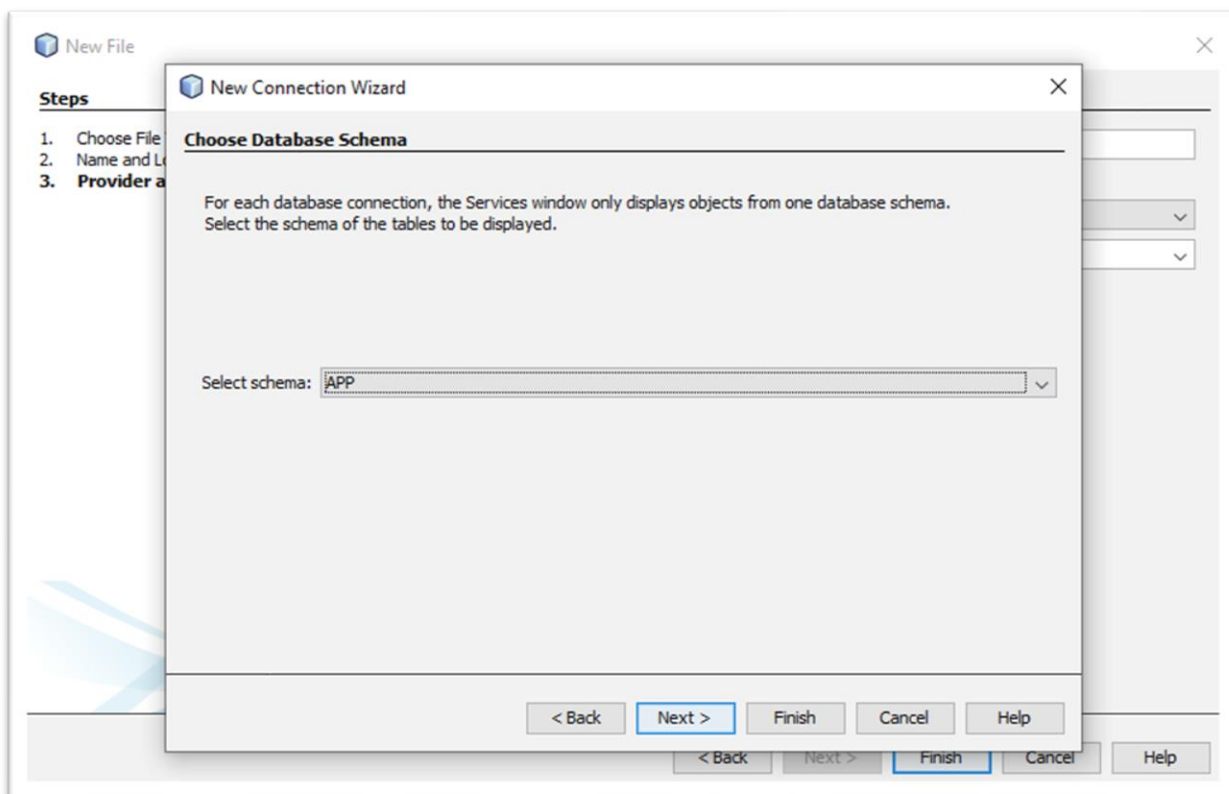 New File
New Connection Wizard
Steps
1. Choose File
2. Name and Lo
3. Provider a
Choose Database Schema
For each database connection, the Services window only displays objects from one database schema.
Select the schema of the tables to be displayed.
Select schema: APP
< Back Next > Finish Cancel Help
< Back Next > Finish Cancel Help